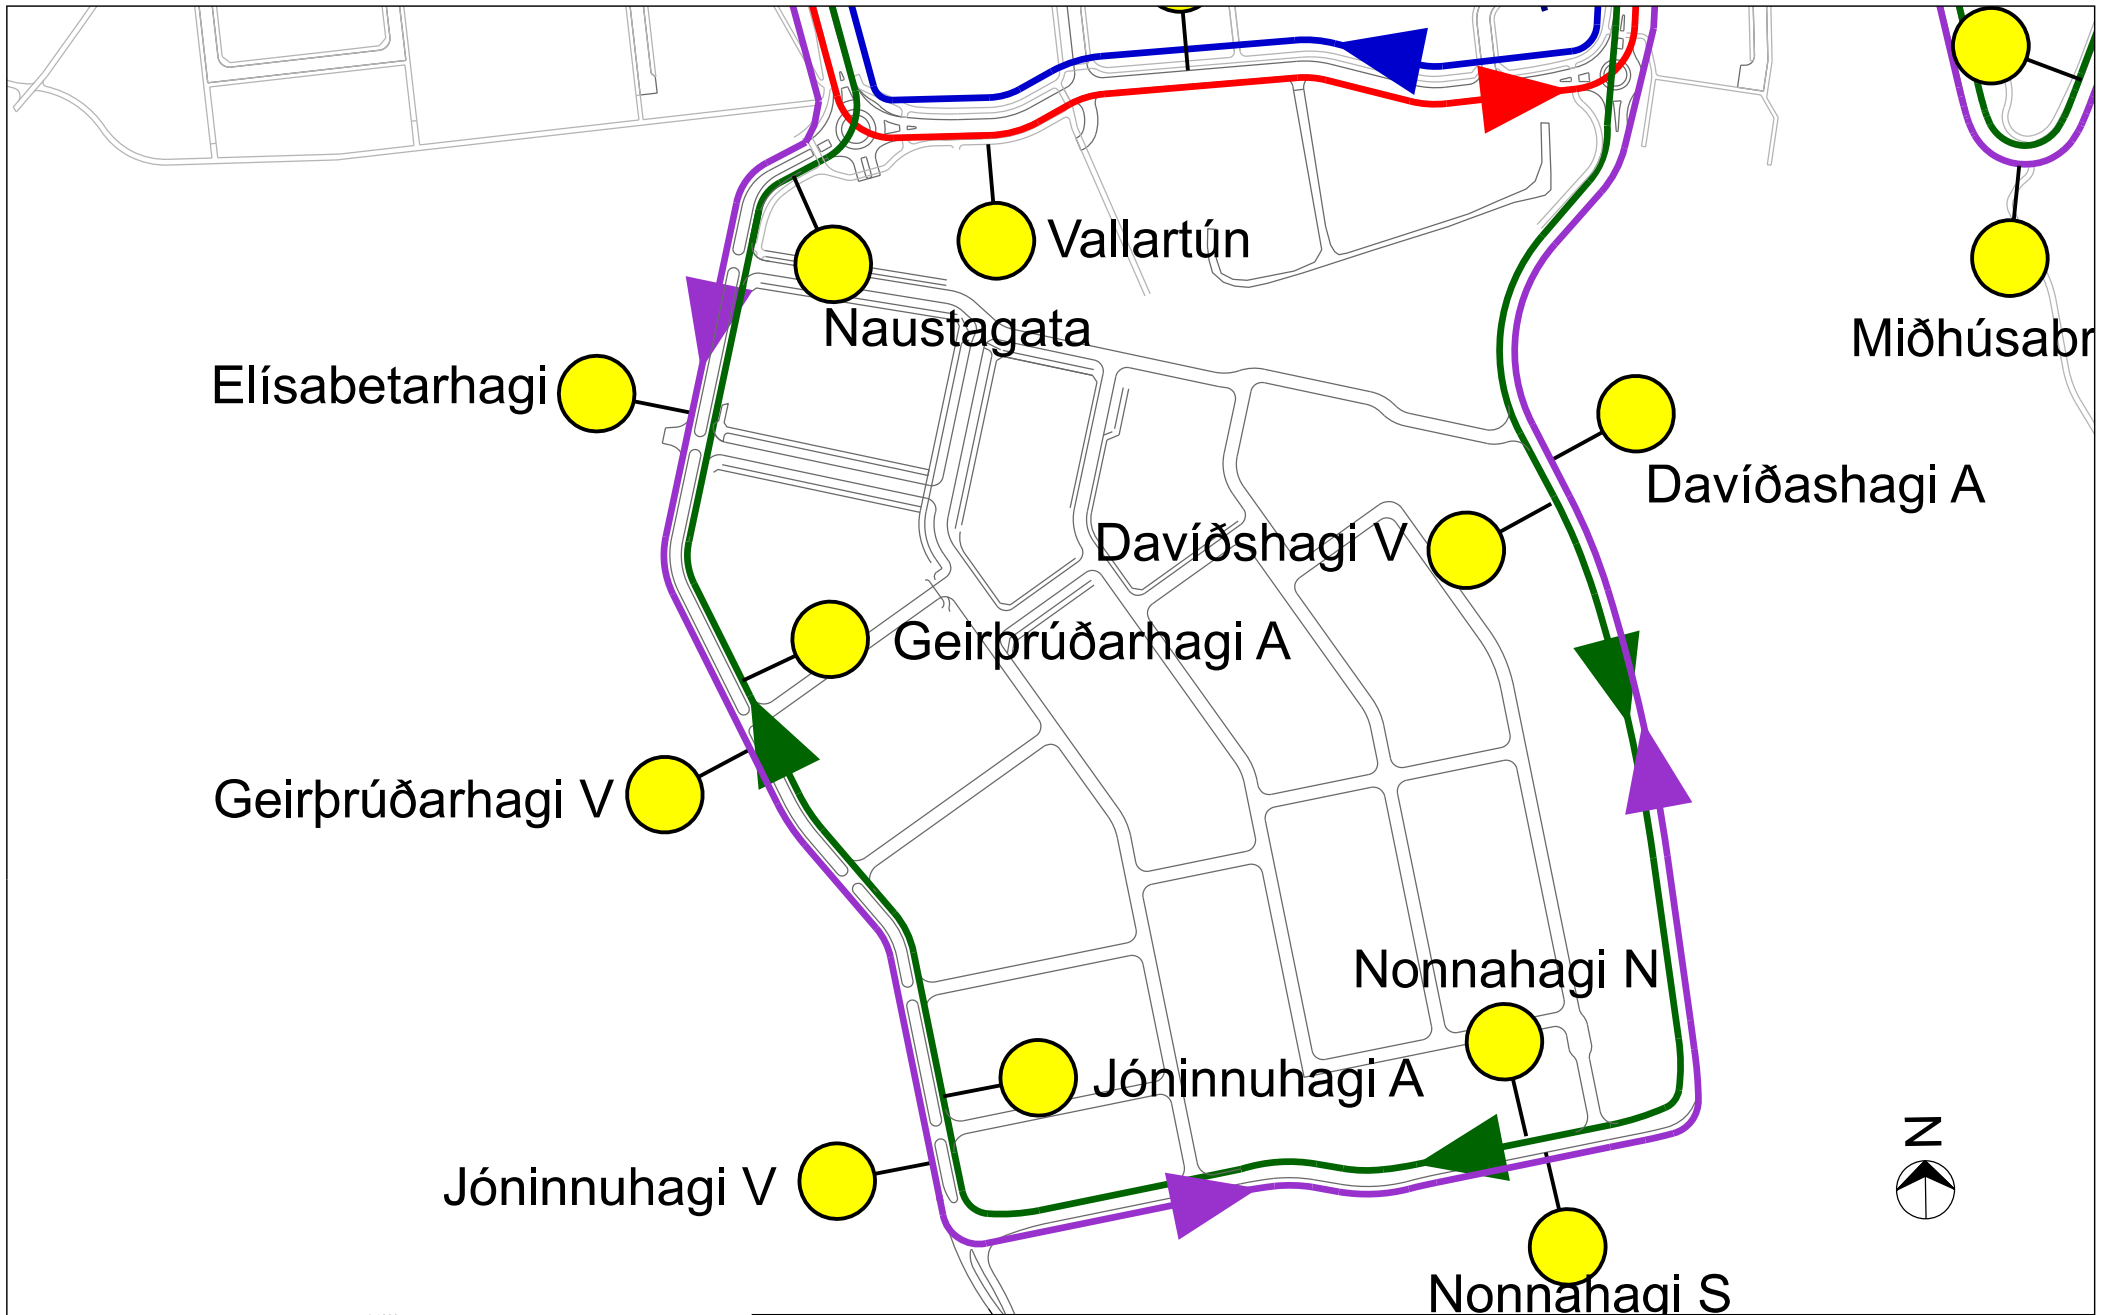 Vallartún
Naustagata
Miðhúsabr
Elísabetarhagi
Davíðashagi A
Davíðshagi V
Geirþrúðarhagi A
Geirþrúðarhagi V
Nonnahagi N
Jóninnuhagi A
N
Jóninnuhagi V
Nonnahagi S